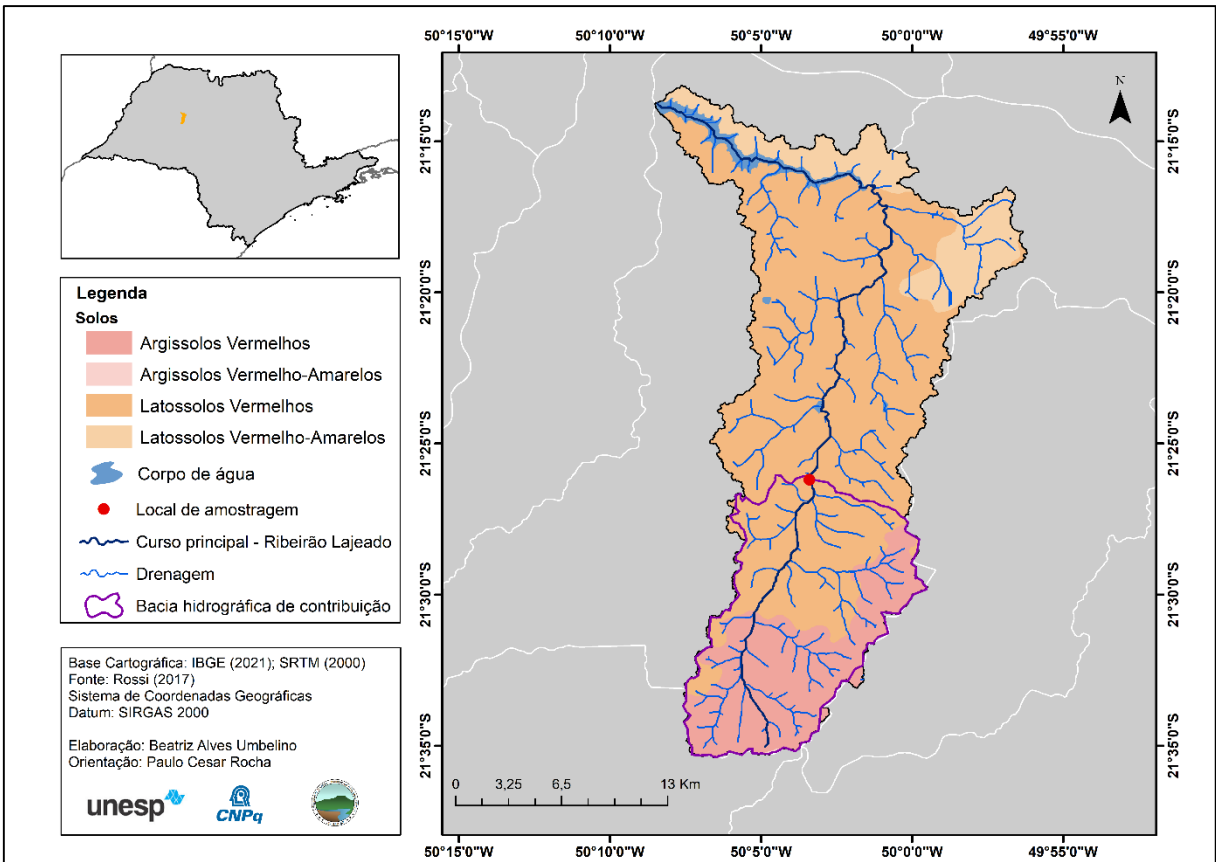 50°15'0"W 50°10'0"W 50°5'0"W 50°0'0"W 49°55'0"W
N
21°15'0"S 21°15'0"S
21°20'0"S 21°20'0"S
21°25'0"S 21°25'0"S
21°30'0"S 21°30'0"S
21°35'0"S 21°35'0"S
0 3,25 6,5 13 Km
50°15'0"W 50°10'0"W 50°5'0"W 50°0'0"W 49°55'0"W
Legenda
Solos
Argissolos Vermelhos
Argissolos Vermelho-Amarelos
Latossolos Vermelhos
Latossolos Vermelho-Amarelos
Corpo de água
Local de amostragem
Curso principal - Ribeirão Lajeado
Drenagem
Bacia hidrográfica de contribuição
Base Cartográfica: IBGE (2021); SRTM (2000)
Fonte: Rossi (2017)
Sistema de Coordenadas Geográficas
Datum: SIRGAS 2000
Elaboração: Beatriz Alves Umbelino
Orientação: Paulo Cesar Rocha
unesp
CNPq